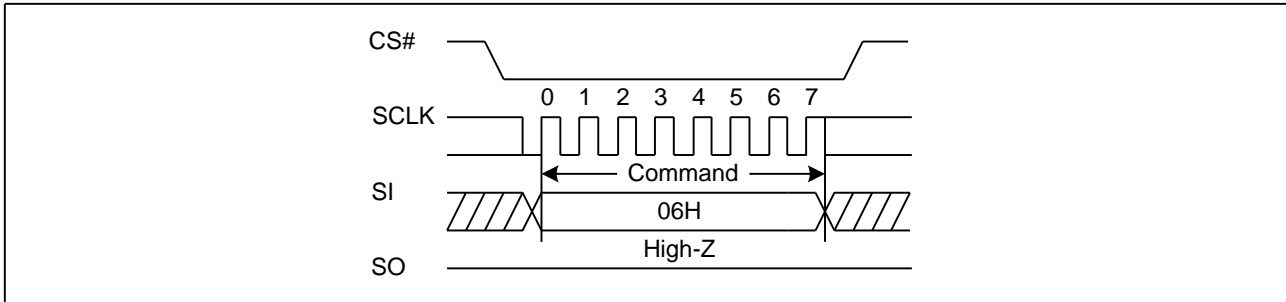 CS#
0 1 2 3 4 5 6 7
SCLK
Command
SI
06H
High-Z
SO